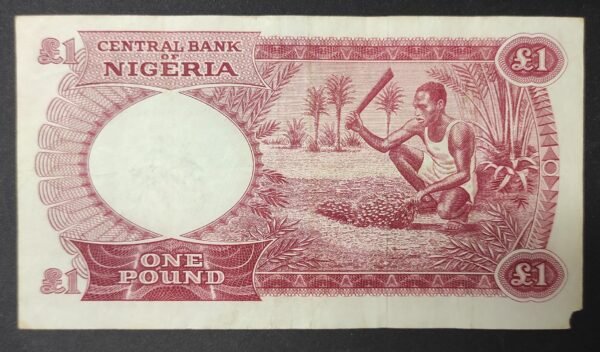 £1
CENTRAL BANK
OF
NIGERIA
£1
ONE
POUND
£1
£1